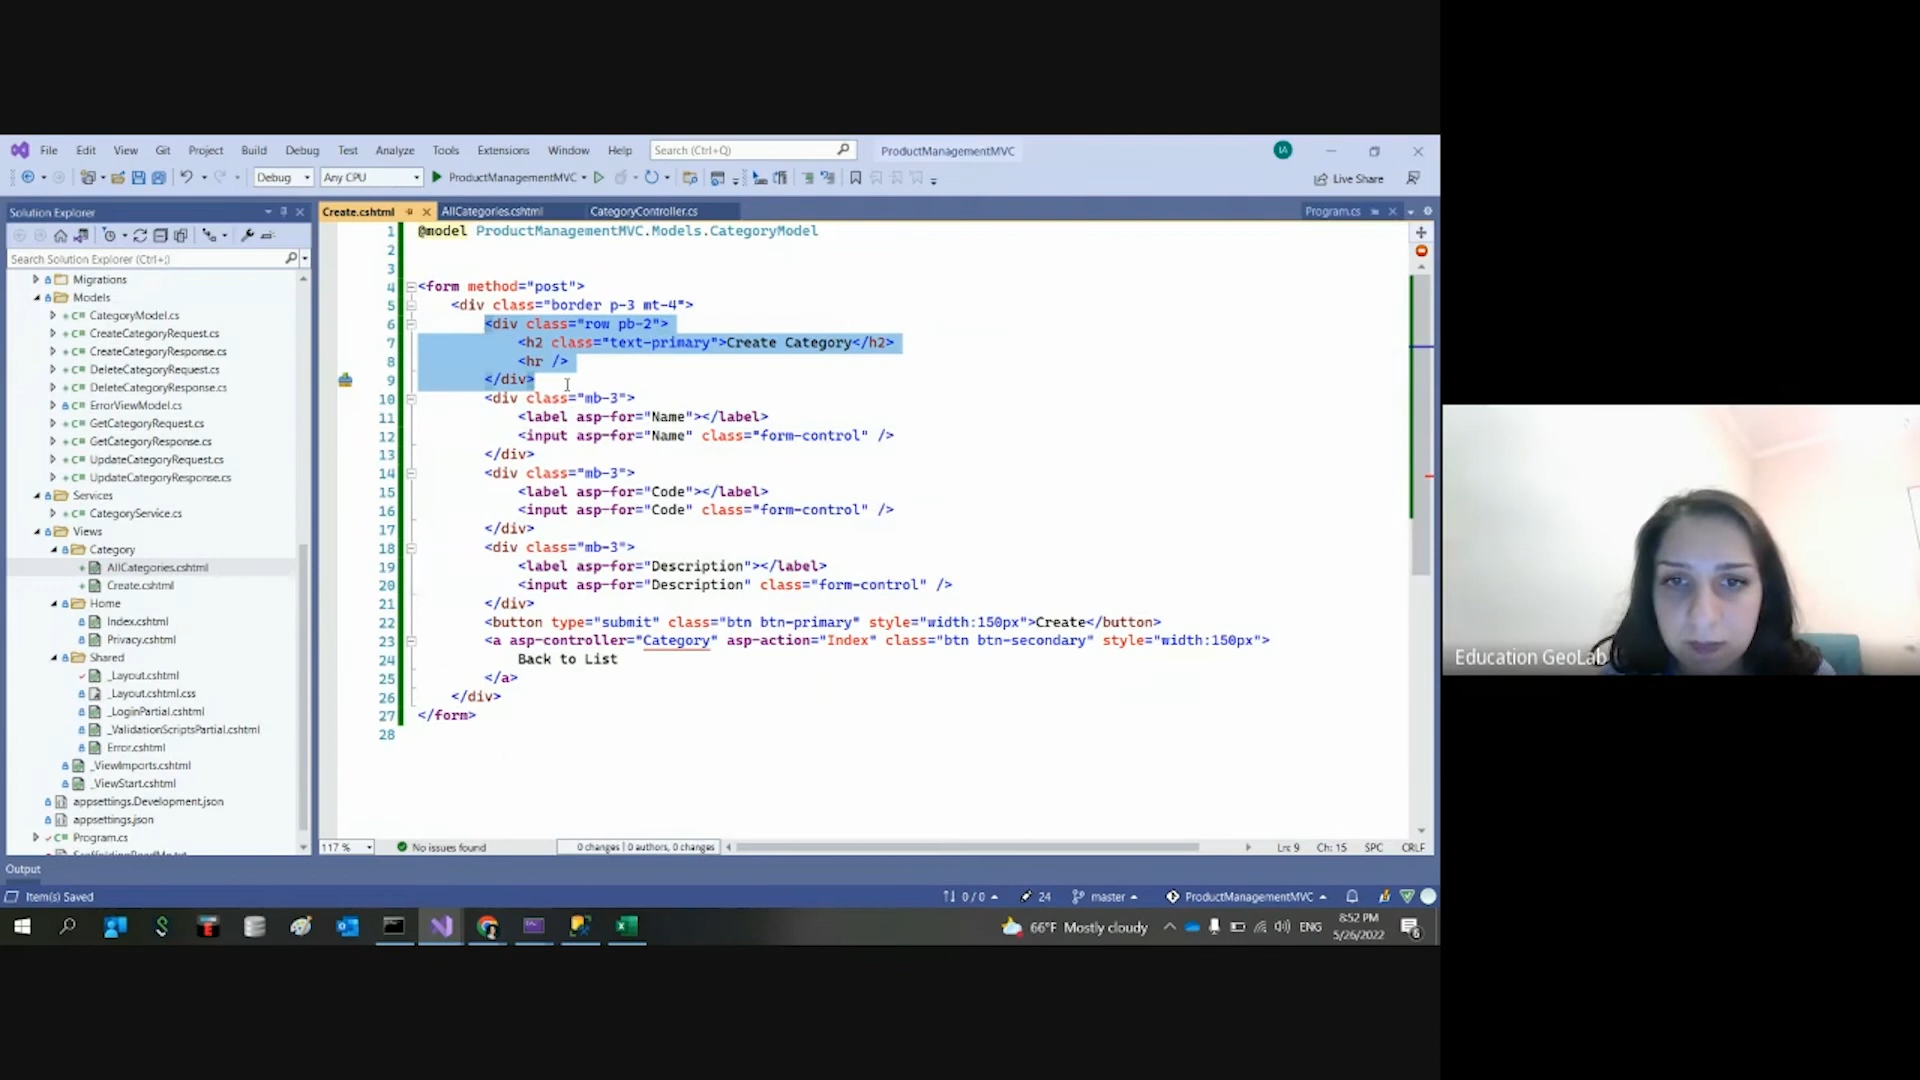 File Edit View Git Project Build Debug Test Analyze Tools Extensions Window Help Search (Ctrl+Q) ProductManagementMVC IA
Debug Any CPU ProductManagementMVC Live Share
Solution Explorer
Search Solution Explorer (Ctrl+;)
Migrations
Models
C# CategoryModel.cs
C# CreateCategoryRequest.cs
C# CreateCategoryResponse.cs
C# DeleteCategoryRequest.cs
C# DeleteCategoryResponse.cs
C# ErrorViewModel.cs
C# GetCategoryRequest.cs
C# GetCategoryResponse.cs
C# UpdateCategoryRequest.cs
C# UpdateCategoryResponse.cs
Services
C# CategoryService.cs
Views
Category
AllCategories.cshtml
Create.cshtml
Home
Index.cshtml
Privacy.cshtml
Shared
_Layout.cshtml
_Layout.cshtml.css
_LoginPartial.cshtml
_ValidationScriptsPartial.cshtml
Error.cshtml
_ViewImports.cshtml
_ViewStart.cshtml
appsettings.Development.json
appsettings.json
C# Program.cs
Create.cshtml AllCategories.cshtml CategoryController.cs Program.cs
1 @model ProductManagementMVC.Models.CategoryModel
2
3
4 <form method="post">
5 <div class="border p-3 mt-4">
6 <div class="row pb-2">
7 <h2 class="text-primary">Create Category</h2>
8 <hr />
9 </div>
10 <div class="mb-3">
11 <label asp-for="Name"></label>
12 <input asp-for="Name" class="form-control" />
13 </div>
14 <div class="mb-3">
15 <label asp-for="Code"></label>
16 <input asp-for="Code" class="form-control" />
17 </div>
18 <div class="mb-3">
19 <label asp-for="Description"></label>
20 <input asp-for="Description" class="form-control" />
21 </div>
22 <button type="submit" class="btn btn-primary" style="width:150px">Create</button>
23 <a asp-controller="Category" asp-action="Index" class="btn btn-secondary" style="width:150px">
24 Back to List
25 </a>
26 </div>
27 </form>
28
117 % No issues found 0 changes | 0 authors, 0 changes Ln: 9 Ch: 15 SPC CRLF
Output
Item(s) Saved 0 / 0 24 master ProductManagementMVC
66°F Mostly cloudy ENG 8:52 PM
5/26/2022 6
Education GeoLab